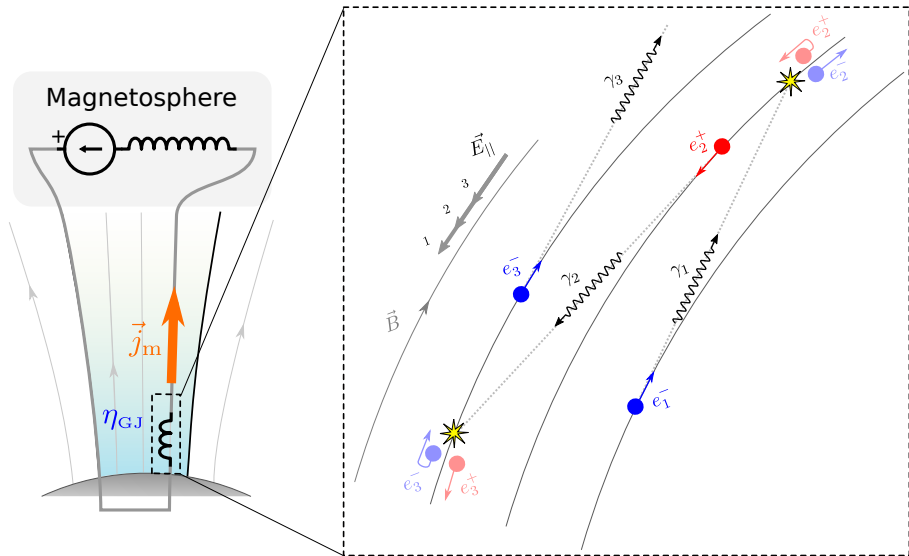 Magnetosphere
+
j⃗m
ηGJ
γ3
e2+
e2−
E⃗||
3
2
1
e2+
e3−
γ2
γ1
B⃗
e1−
e3−
e3+